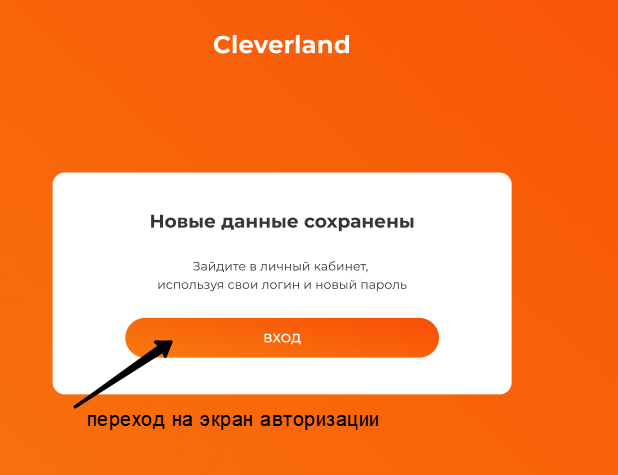 Cleverland
Новые данные сохранены
Зайдите в личный кабинет,
используя свои логин и новый пароль
ВХОД
переход на экран авторизации